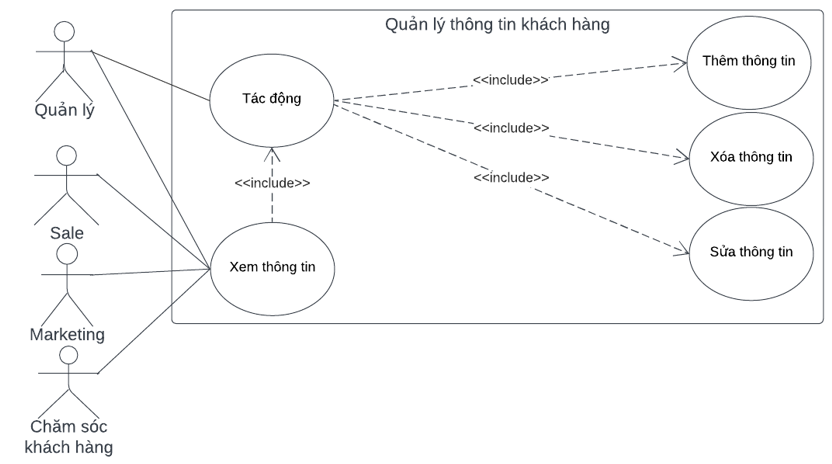 Quản lý thông tin khách hàng
Thêm thông tin
<<include>>
Tác động
Quản lý
<<include>>
Xóa thông tin
<<include>>
<<include>>
Sale
Sửa thông tin
Xem thông tin
Marketing
Chăm sóc
khách hàng